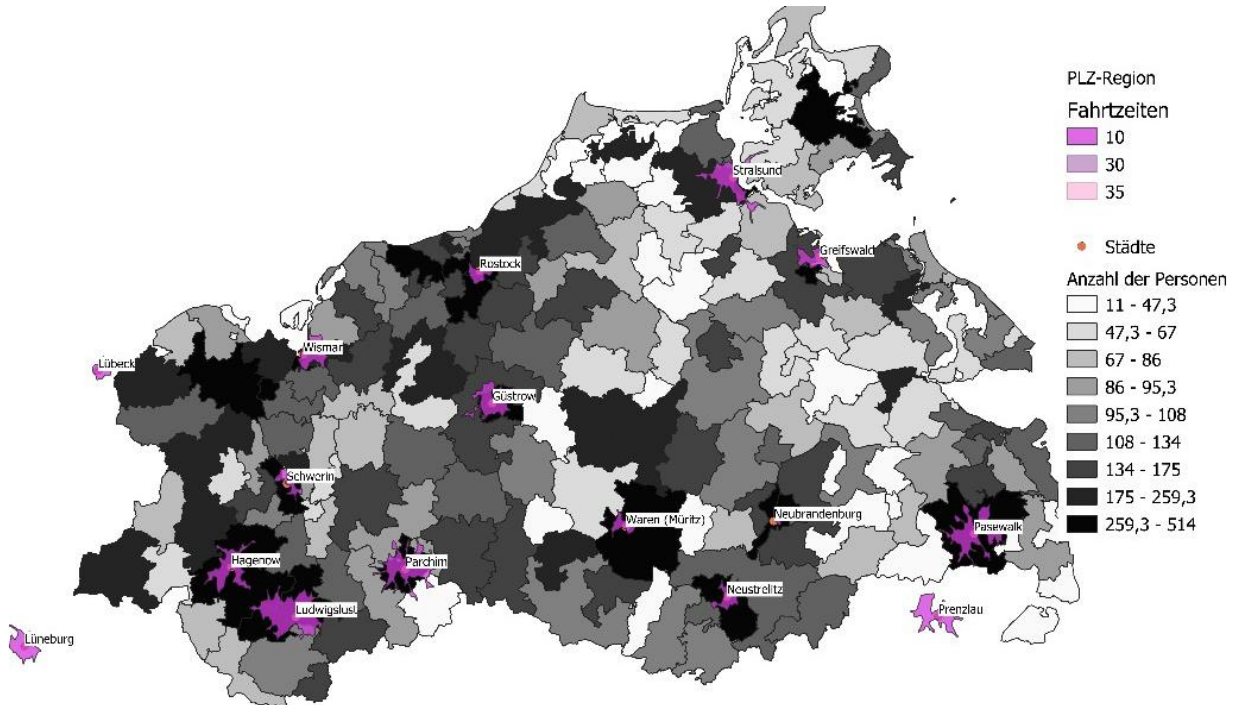 PLZ-Region
Fahrtzeiten
10
30
35
Städte
Anzahl der Personen
11 - 47,3
47,3 - 67
67 - 86
86 - 95,3
95,3 - 108
108 - 134
134 - 175
175 - 259,3
259,3 - 514
Stralsund
Greifswald
Rostock
Wismar
Lübeck
Güstrow
Schwerin
Waren (Müritz)
Neubrandenburg
Pasewalk
Hagenow
Parchim
Neustrelitz
Ludwigslust
Prenzlau
Lüneburg